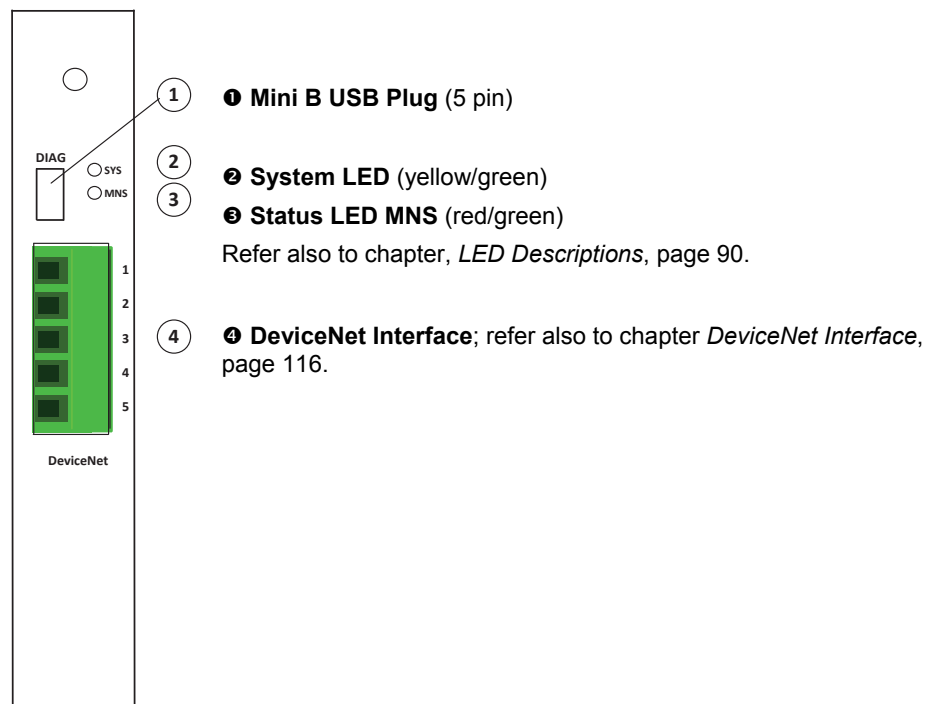 1
❶ Mini B USB Plug (5 pin)
DIAG
SYS
MNS
2
❷ System LED (yellow/green)
3
❸ Status LED MNS (red/green)
Refer also to chapter, LED Descriptions, page 90.
1
2
3
4
5
4
❹ DeviceNet Interface; refer also to chapter DeviceNet Interface,
page 116.
DeviceNet